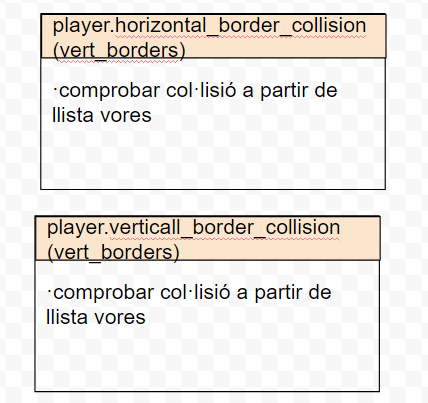 player.horizontal_border_collision
(vert_borders)
·comprobar col·lisió a partir de
llista vores
player.verticall_border_collision
(vert_borders)
·comprobar col·lisió a partir de
llista vores